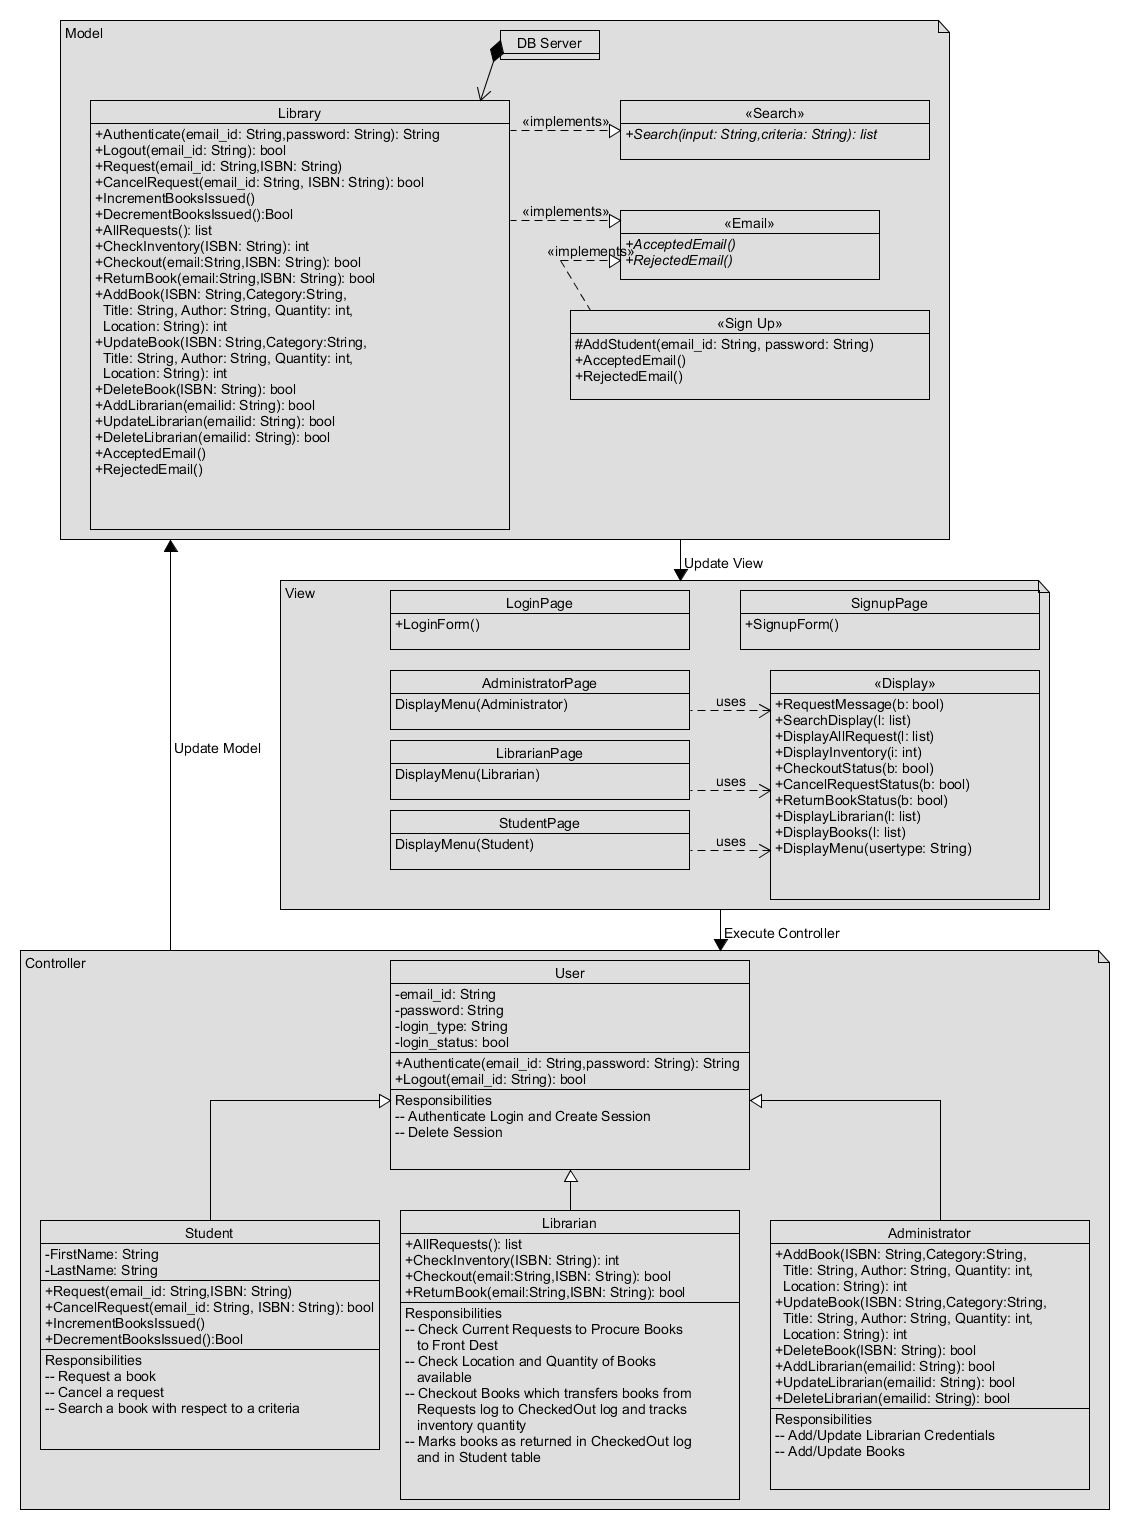 Model
DB Server
Library
+Authenticate(email_id: String,password: String): String
+Logout(email_id: String): bool
+Request(email_id: String,ISBN: String)
+CancelRequest(email_id: String, ISBN: String): bool
+IncrementBooksIssued()
+DecrementBooksIssued():Bool
+AllRequests(): list
+CheckInventory(ISBN: String): int
+Checkout(email:String,ISBN: String): bool
+ReturnBook(email:String,ISBN: String): bool
+AddBook(ISBN: String,Category:String,
Title: String, Author: String, Quantity: int,
Location: String): int
+UpdateBook(ISBN: String,Category:String,
Title: String, Author: String, Quantity: int,
Location: String): int
+DeleteBook(ISBN: String): bool
+AddLibrarian(emailid: String): bool
+UpdateLibrarian(emailid: String): bool
+DeleteLibrarian(emailid: String): bool
+AcceptedEmail()
+RejectedEmail()
«implements»
«Search»
+Search(input: String,criteria: String): list
«implements»
«Email»
+AcceptedEmail()
+RejectedEmail()
«implements»
«Sign Up»
#AddStudent(email_id: String, password: String)
+AcceptedEmail()
+RejectedEmail()
Update View
View
LoginPage
+LoginForm()
SignupPage
+SignupForm()
AdministratorPage
DisplayMenu(Administrator)
uses
LibrarianPage
DisplayMenu(Librarian)
uses
StudentPage
DisplayMenu(Student)
uses
«Display»
+RequestMessage(b: bool)
+SearchDisplay(l: list)
+DisplayAllRequest(l: list)
+DisplayInventory(i: int)
+CheckoutStatus(b: bool)
+CancelRequestStatus(b: bool)
+ReturnBookStatus(b: bool)
+DisplayLibrarian(l: list)
+DisplayBooks(l: list)
+DisplayMenu(usertype: String)
Update Model
Execute Controller
Controller
User
-email_id: String
-password: String
-login_type: String
-login_status: bool
+Authenticate(email_id: String,password: String): String
+Logout(email_id: String): bool
Responsibilities
-- Authenticate Login and Create Session
-- Delete Session
Student
-FirstName: String
-LastName: String
+Request(email_id: String,ISBN: String)
+CancelRequest(email_id: String, ISBN: String): bool
+IncrementBooksIssued()
+DecrementBooksIssued():Bool
Responsibilities
-- Request a book
-- Cancel a request
-- Search a book with respect to a criteria
Librarian
+AllRequests(): list
+CheckInventory(ISBN: String): int
+Checkout(email:String,ISBN: String): bool
+ReturnBook(email:String,ISBN: String): bool
Responsibilities
-- Check Current Requests to Procure Books
to Front Dest
-- Check Location and Quantity of Books
available
-- Checkout Books which transfers books from
Requests log to CheckedOut log and tracks
inventory quantity
-- Marks books as returned in CheckedOut log
and in Student table
Administrator
+AddBook(ISBN: String,Category:String,
Title: String, Author: String, Quantity: int,
Location: String): int
+UpdateBook(ISBN: String,Category:String,
Title: String, Author: String, Quantity: int,
Location: String): int
+DeleteBook(ISBN: String): bool
+AddLibrarian(emailid: String): bool
+UpdateLibrarian(emailid: String): bool
+DeleteLibrarian(emailid: String): bool
Responsibilities
-- Add/Update Librarian Credentials
-- Add/Update Books